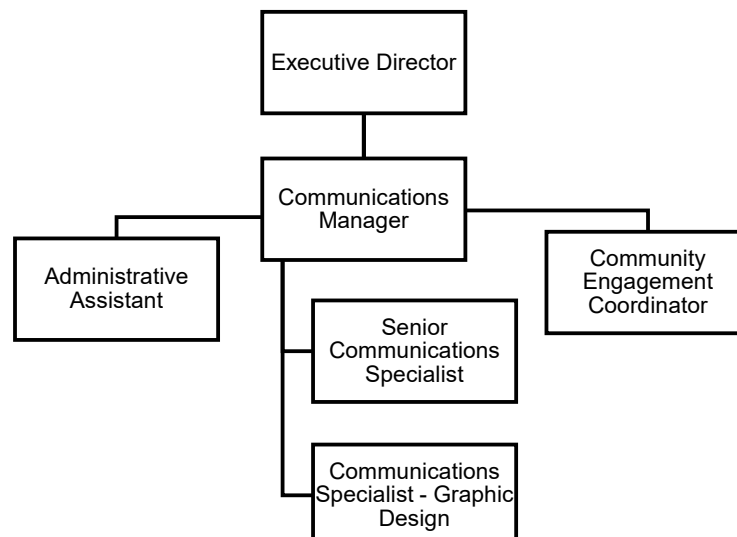 Executive Director
Communications
Manager
Administrative
Assistant
Community
Engagement
Coordinator
Senior
Communications
Specialist
Communications
Specialist - Graphic
Design